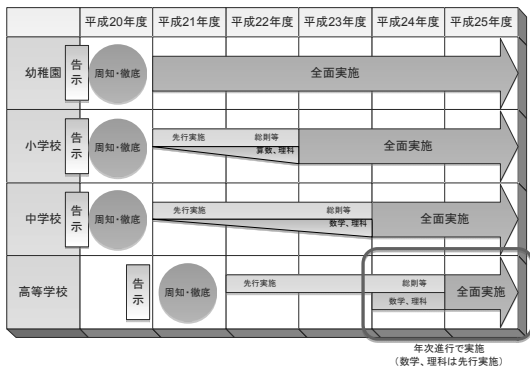 平成20年度 平成21年度 平成22年度 平成23年度 平成24年度 平成25年度
幼稚園 告示 周知・徹底 全面実施
小学校 告示 周知・徹底 先行実施 総則等 算数、理科 全面実施
中学校 告示 周知・徹底 先行実施 総則等 数学、理科 全面実施
高等学校 告示 周知・徹底 先行実施 総則等 数学、理科 全面実施
年次進行で実施
（数学、理科は先行実施）